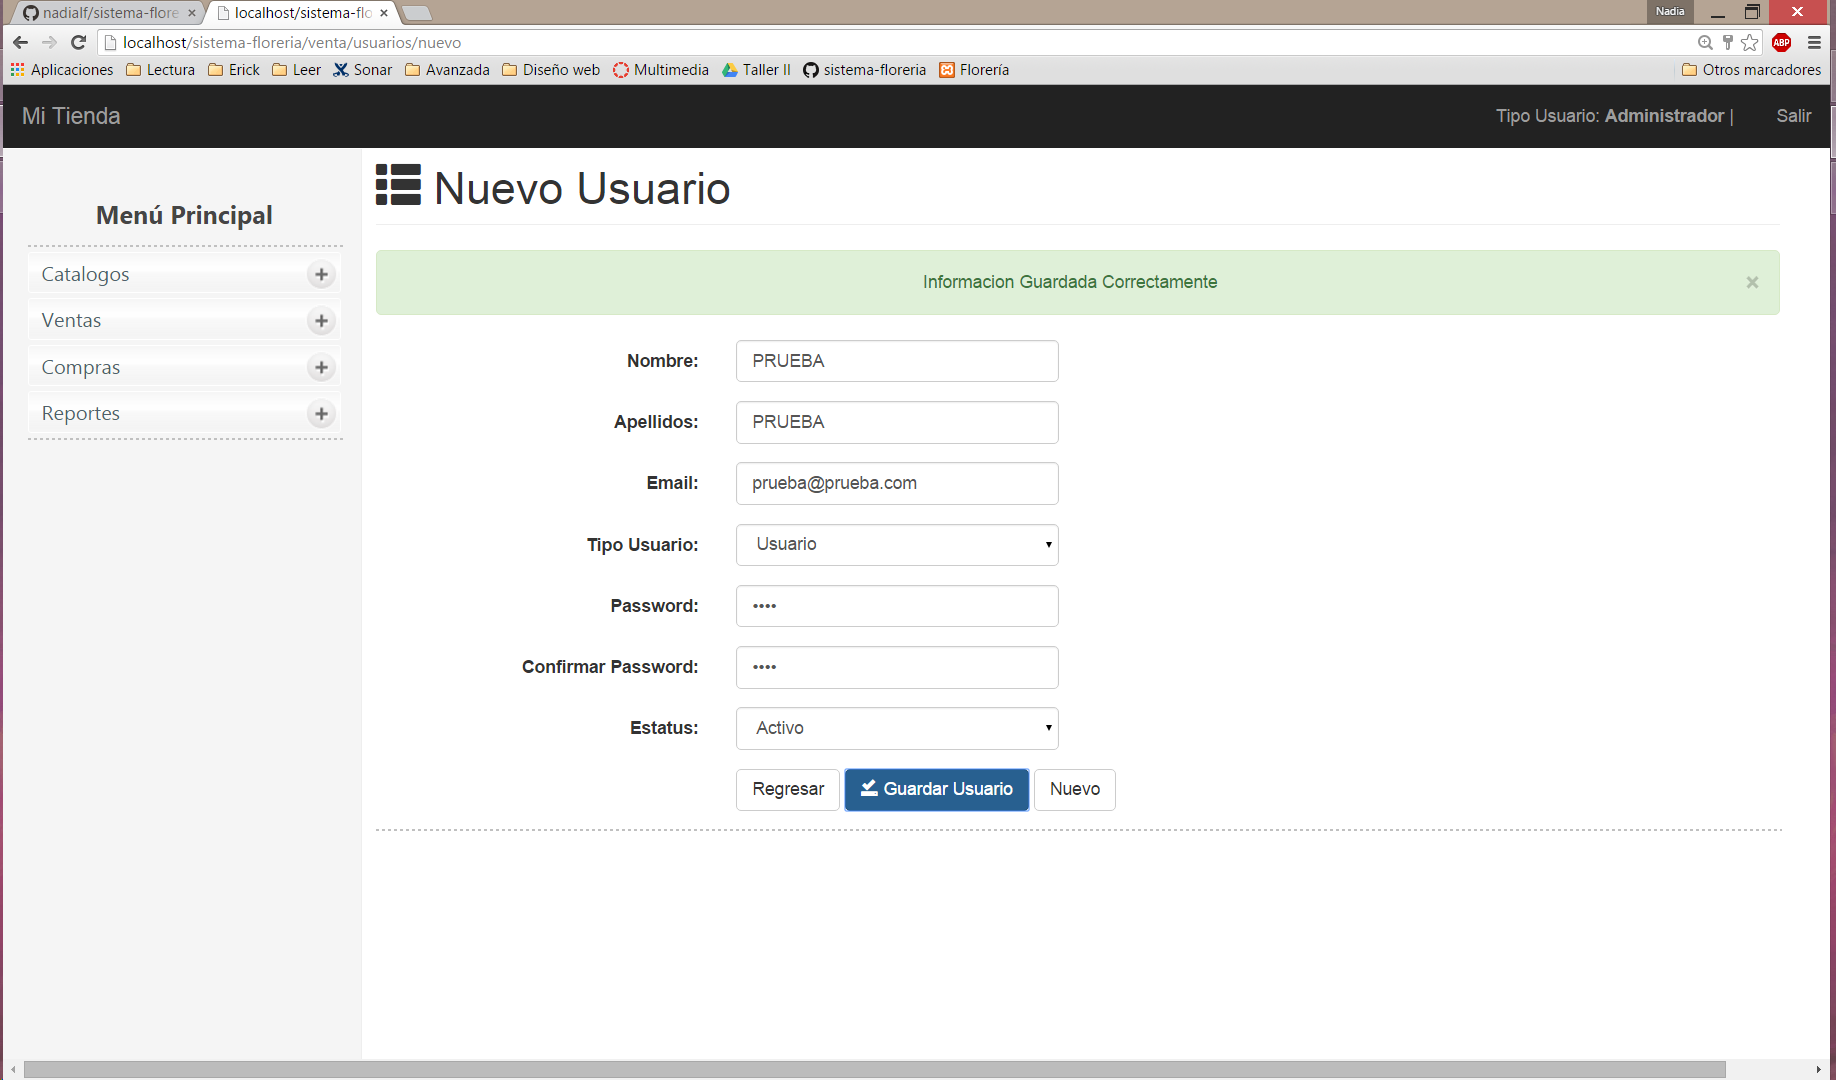 nadialf/sistema-flore
localhost/sistema-flo
Nadia
localhost/sistema-floreria/venta/usuarios/nuevo
ABP
Aplicaciones
Lectura
Erick
Leer
Sonar
Avanzada
Diseño web
Multimedia
Taller II
sistema-floreria
Florería
Otros marcadores
Mi Tienda
Tipo Usuario: Administrador |
Salir
Menú Principal
Catalogos
Ventas
Compras
Reportes
Nuevo Usuario
Informacion Guardada Correctamente
×
Nombre:
PRUEBA
Apellidos:
PRUEBA
Email:
prueba@prueba.com
Tipo Usuario:
Usuario
Password:
••••
Confirmar Password:
••••
Estatus:
Activo
Regresar
Guardar Usuario
Nuevo